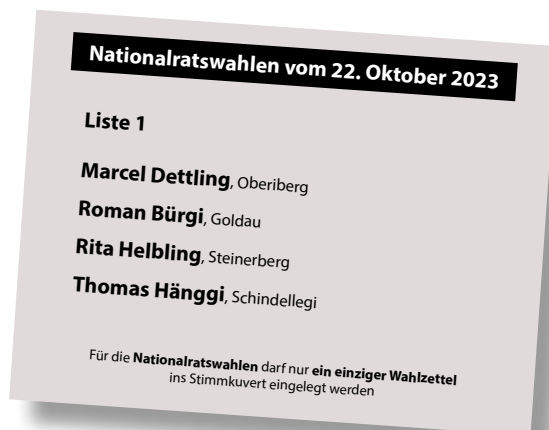 Nationalratswahlen vom 22. Oktober 2023
Liste 1
Marcel Dettling, Oberiberg
Roman Bürgi, Goldau
Rita Helbling, Steinerberg
Thomas Hänggi, Schindellegi
Für die Nationalratswahlen darf nur ein einziger Wahlzettel
ins Stimmkuvert eingelegt werden